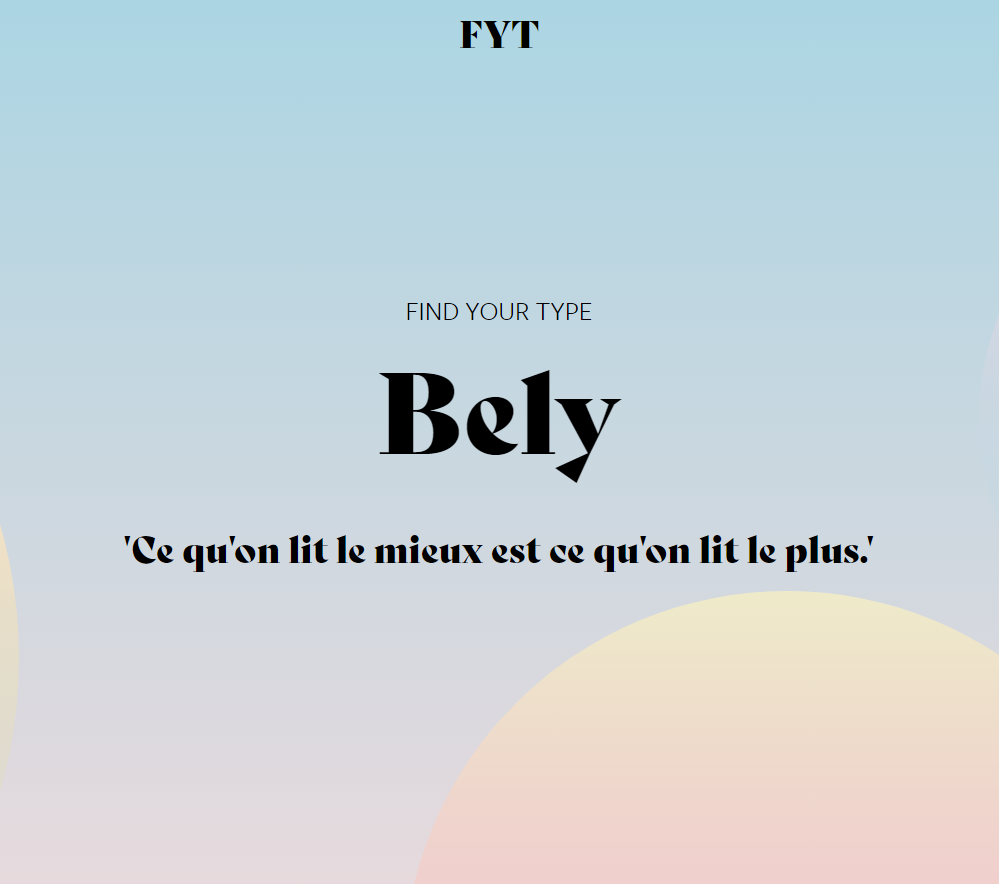 FYT
FIND YOUR TYPE
Bely
'Ce qu'on lit le mieux est ce qu'on lit le plus.'